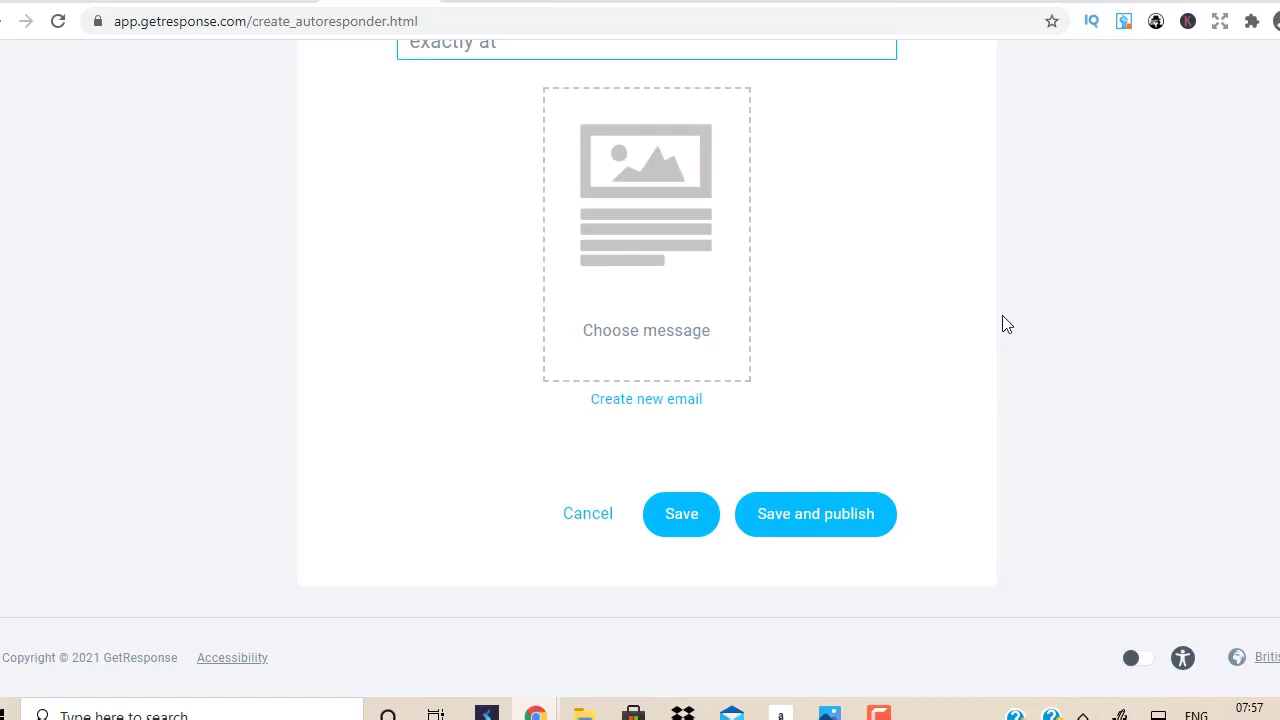 app.getresponse.com/create_autoresponder.html
IQ
K
exactly at
Choose message
Create new email
Cancel
Save
Save and publish
Copyright © 2021 GetResponse
Accessibility
07:57
Type here to search
a
ENG